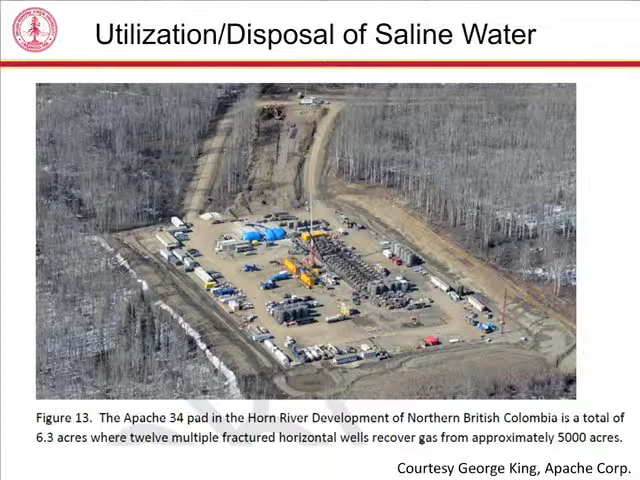 Utilization/Disposal of Saline Water
Figure 13. The Apache 34 pad in the Horn River Development of Northern British Colombia is a total of
6.3 acres where twelve multiple fractured horizontal wells recover gas from approximately 5000 acres.
Courtesy George King, Apache Corp.